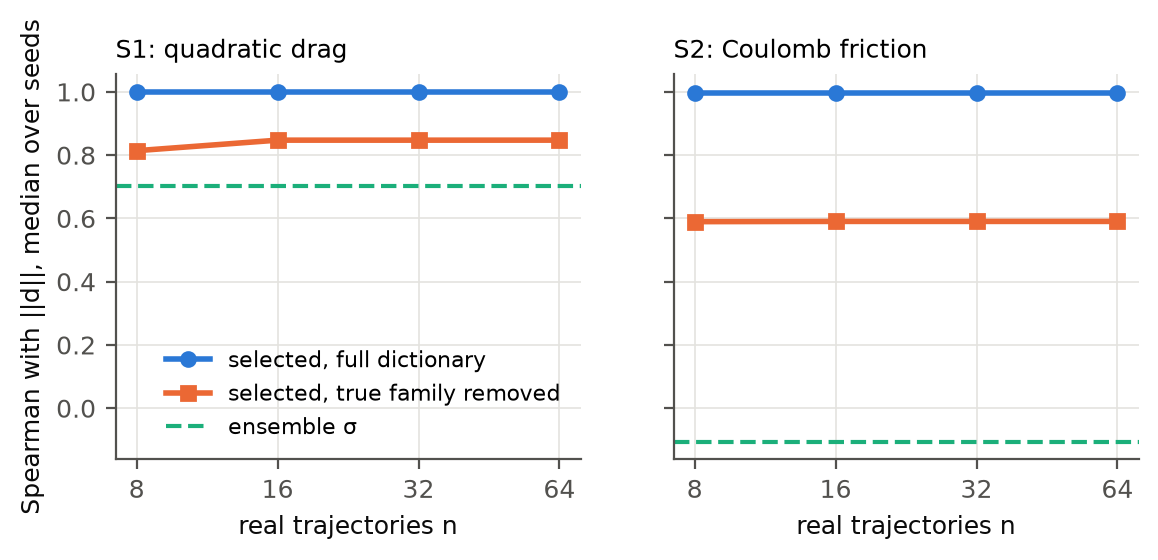 S1: quadratic drag
S2: Coulomb friction
Spearman with ||d||, median over seeds
1.0
0.8
0.6
0.4
0.2
0.0
selected, full dictionary
selected, true family removed
ensemble σ
8 16 32 64
8 16 32 64
real trajectories n
real trajectories n